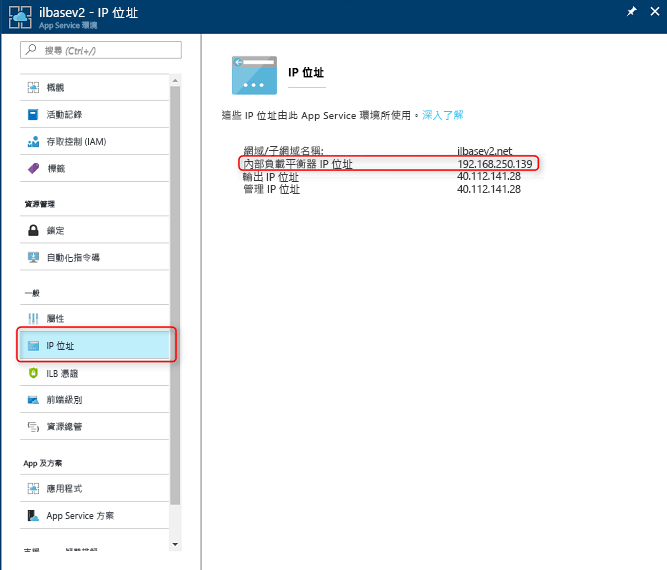 ilbasev2 - IP 位址
App Service 環境
搜尋 (Ctrl+/)
概觀
活動記錄
存取控制 (IAM)
標籤
資源管理
鎖定
自動化指令碼
一般
屬性
IP 位址
ILB 憑證
前端級別
資源總管
App 及方案
應用程式
App Service 方案
支援
疑難排解
IP 位址
這些 IP 位址由此 App Service 環境所使用。深入了解
網域/子網域名稱: ilbasev2.net
內部負載平衡器 IP 位址 192.168.250.139
輸出 IP 位址 40.112.141.28
管理 IP 位址 40.112.141.28